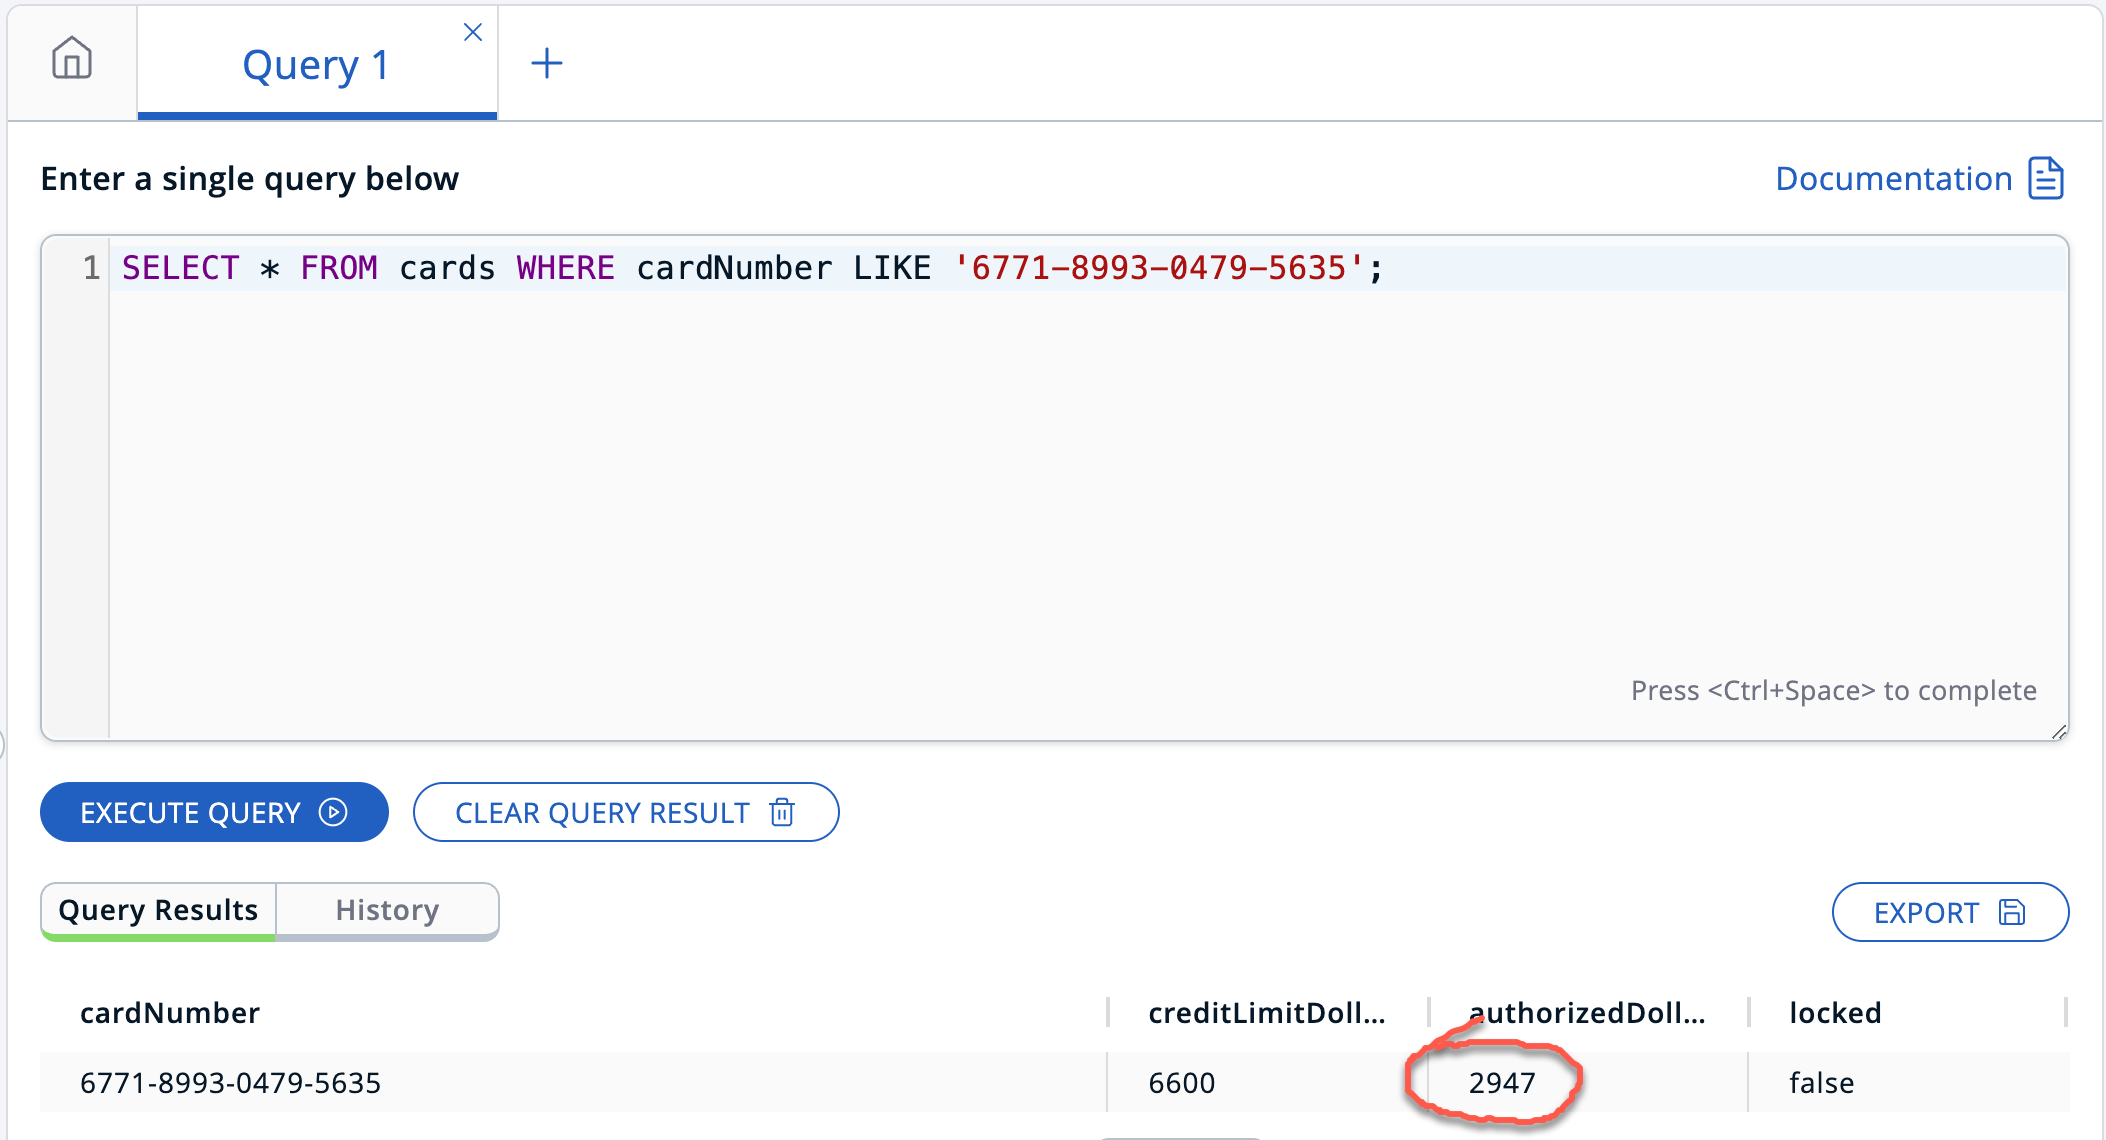 Query 1
Enter a single query below
Documentation
1 SELECT * FROM cards WHERE cardNumber LIKE '6771-8993-0479-5635';
Press <Ctrl+Space> to complete
EXECUTE QUERY
CLEAR QUERY RESULT
Query Results
History
EXPORT
cardNumber creditLimitDoll... authorizedDoll... locked
6771-8993-0479-5635 6600 2947 false